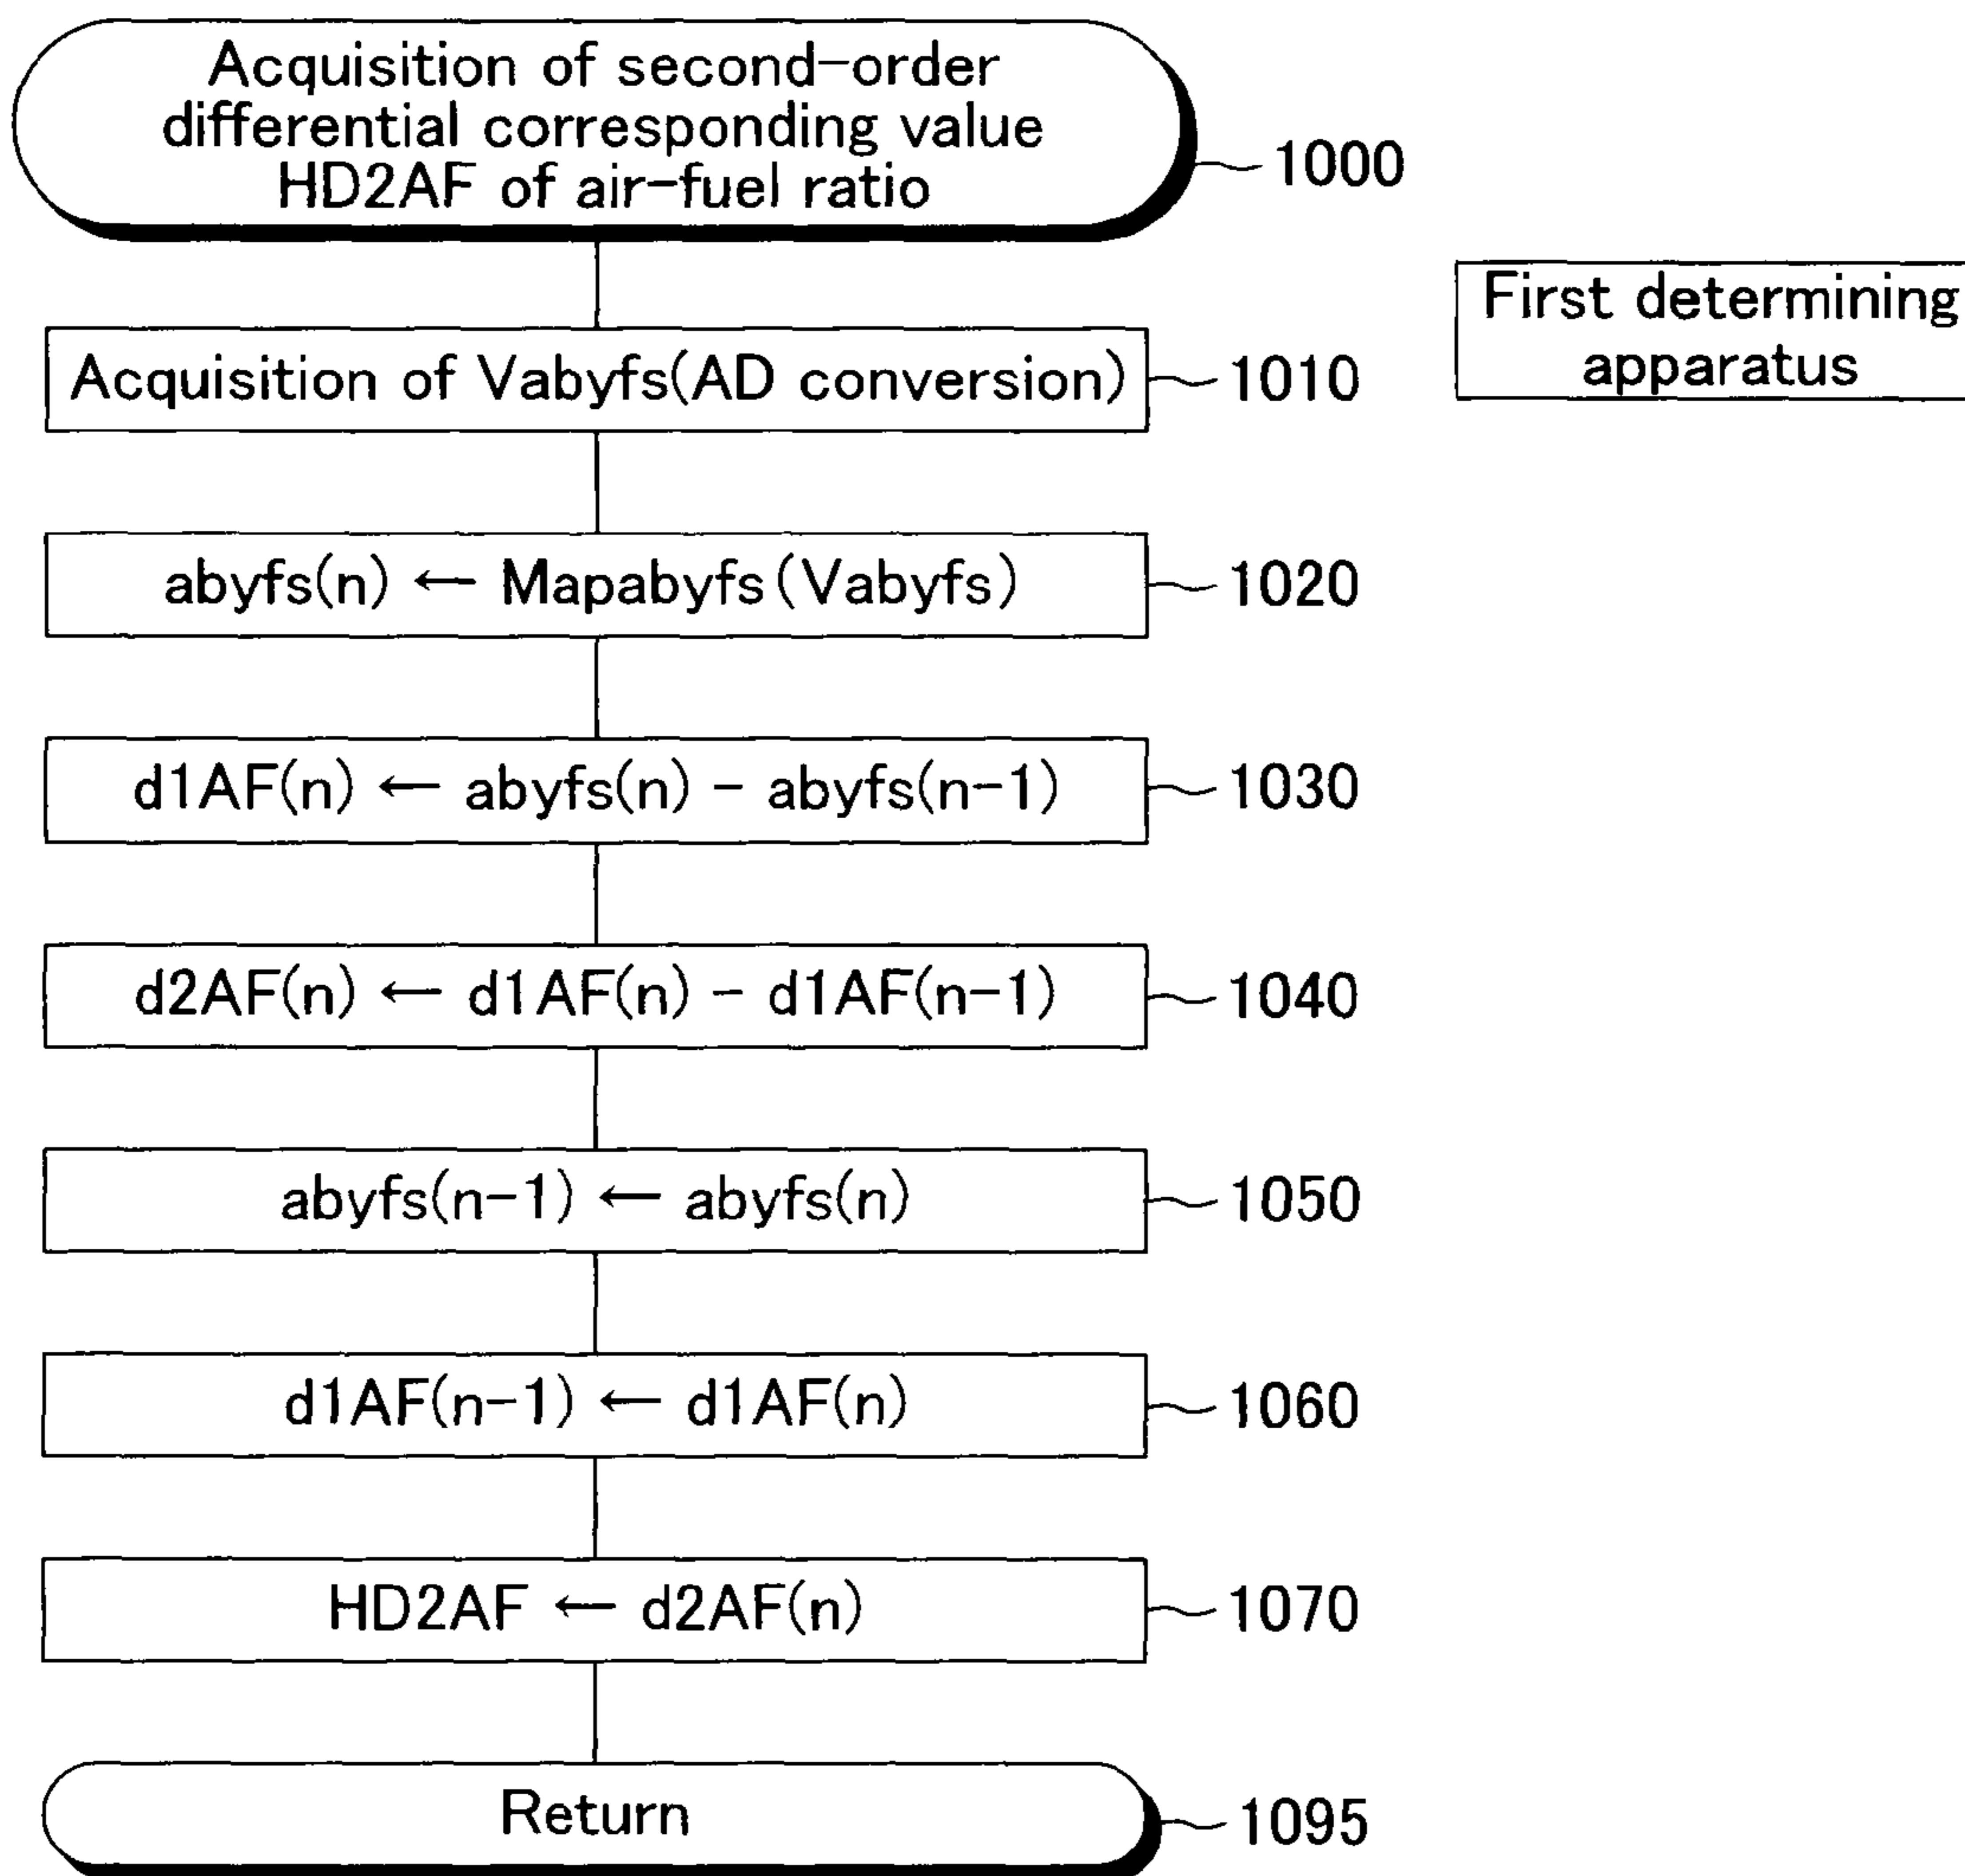 Acquisition of second-order
differential corresponding value
HD2AF of air-fuel ratio
1000
First determining
apparatus
Acquisition of Vabyfs(AD conversion)
1010
abyfs(n) ← Mapabyfs(Vabyfs)
1020
d1AF(n) ← abyfs(n) - abyfs(n-1)
1030
d2AF(n) ← d1AF(n) - d1AF(n-1)
1040
abyfs(n-1) ← abyfs(n)
1050
d1AF(n-1) ← d1AF(n)
1060
HD2AF ← d2AF(n)
1070
Return
1095